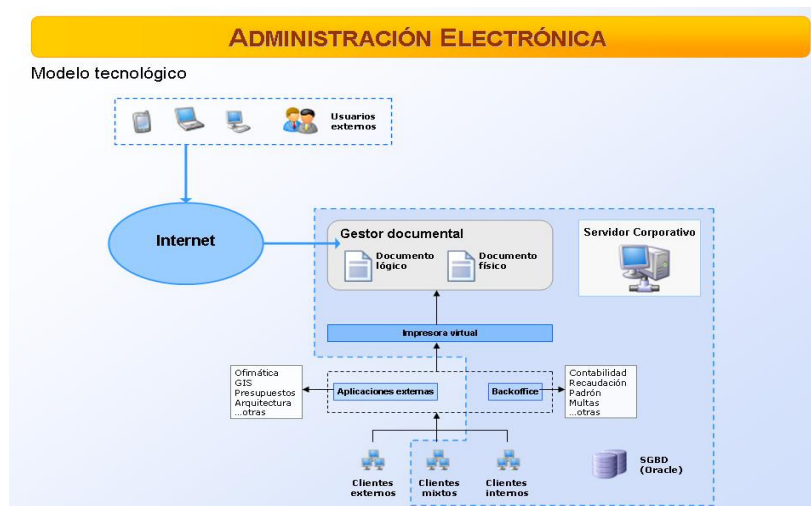 ADMINISTRACIÓN ELECTRÓNICA
Modelo tecnológico
Usuarios
externos
Internet
Gestor documental
Documento
lógico
Documento
físico
Servidor Corporativo
Impresora virtual
Ofimática
GIS
Presupuestos
Arquitectura
...otras
Aplicaciones externas
Backoffice
Contabilidad
Recaudación
Padrón
Multas
...otras
Clientes
externos
Clientes
mixtos
Clientes
internos
SGBD
(Oracle)